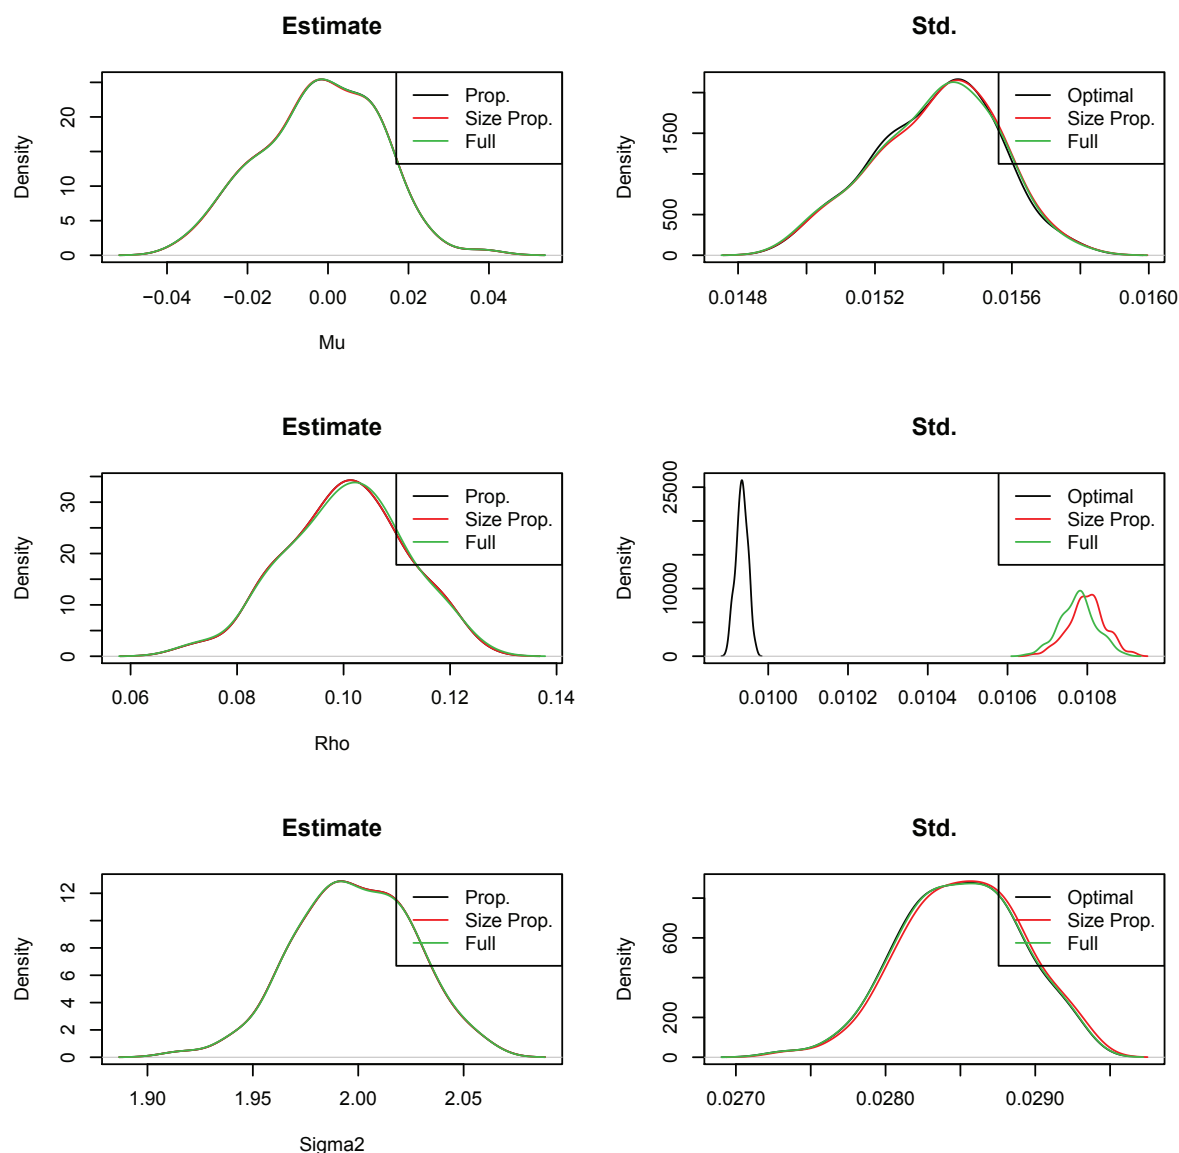 Estimate
Density
0 5 10 20
−0.04 −0.02 0.00 0.02 0.04
Mu
Prop.
Size Prop.
Full
Std.
Density
0 500 1500
0.0148 0.0152 0.0156 0.0160
Optimal
Size Prop.
Full
Estimate
Density
0 10 20 30
0.06 0.08 0.10 0.12 0.14
Rho
Prop.
Size Prop.
Full
Std.
Density
0 10000 25000
0.0100 0.0102 0.0104 0.0106 0.0108
Optimal
Size Prop.
Full
Estimate
Density
0 2 4 6 8 12
1.90 1.95 2.00 2.05
Sigma2
Prop.
Size Prop.
Full
Std.
Density
0 200 600
0.0270 0.0280 0.0290
Optimal
Size Prop.
Full